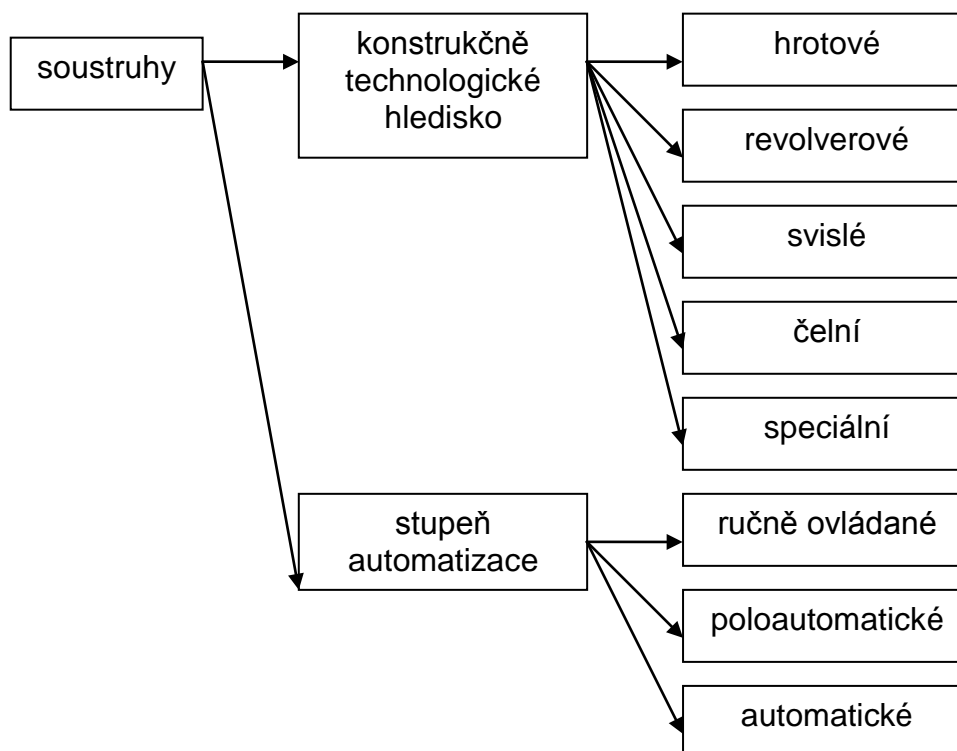 soustruhy
konstrukčně
technologické
hledisko
hrotové
revolverové
svislé
čelní
speciální
stupeň
automatizace
ručně ovládané
poloautomatické
automatické